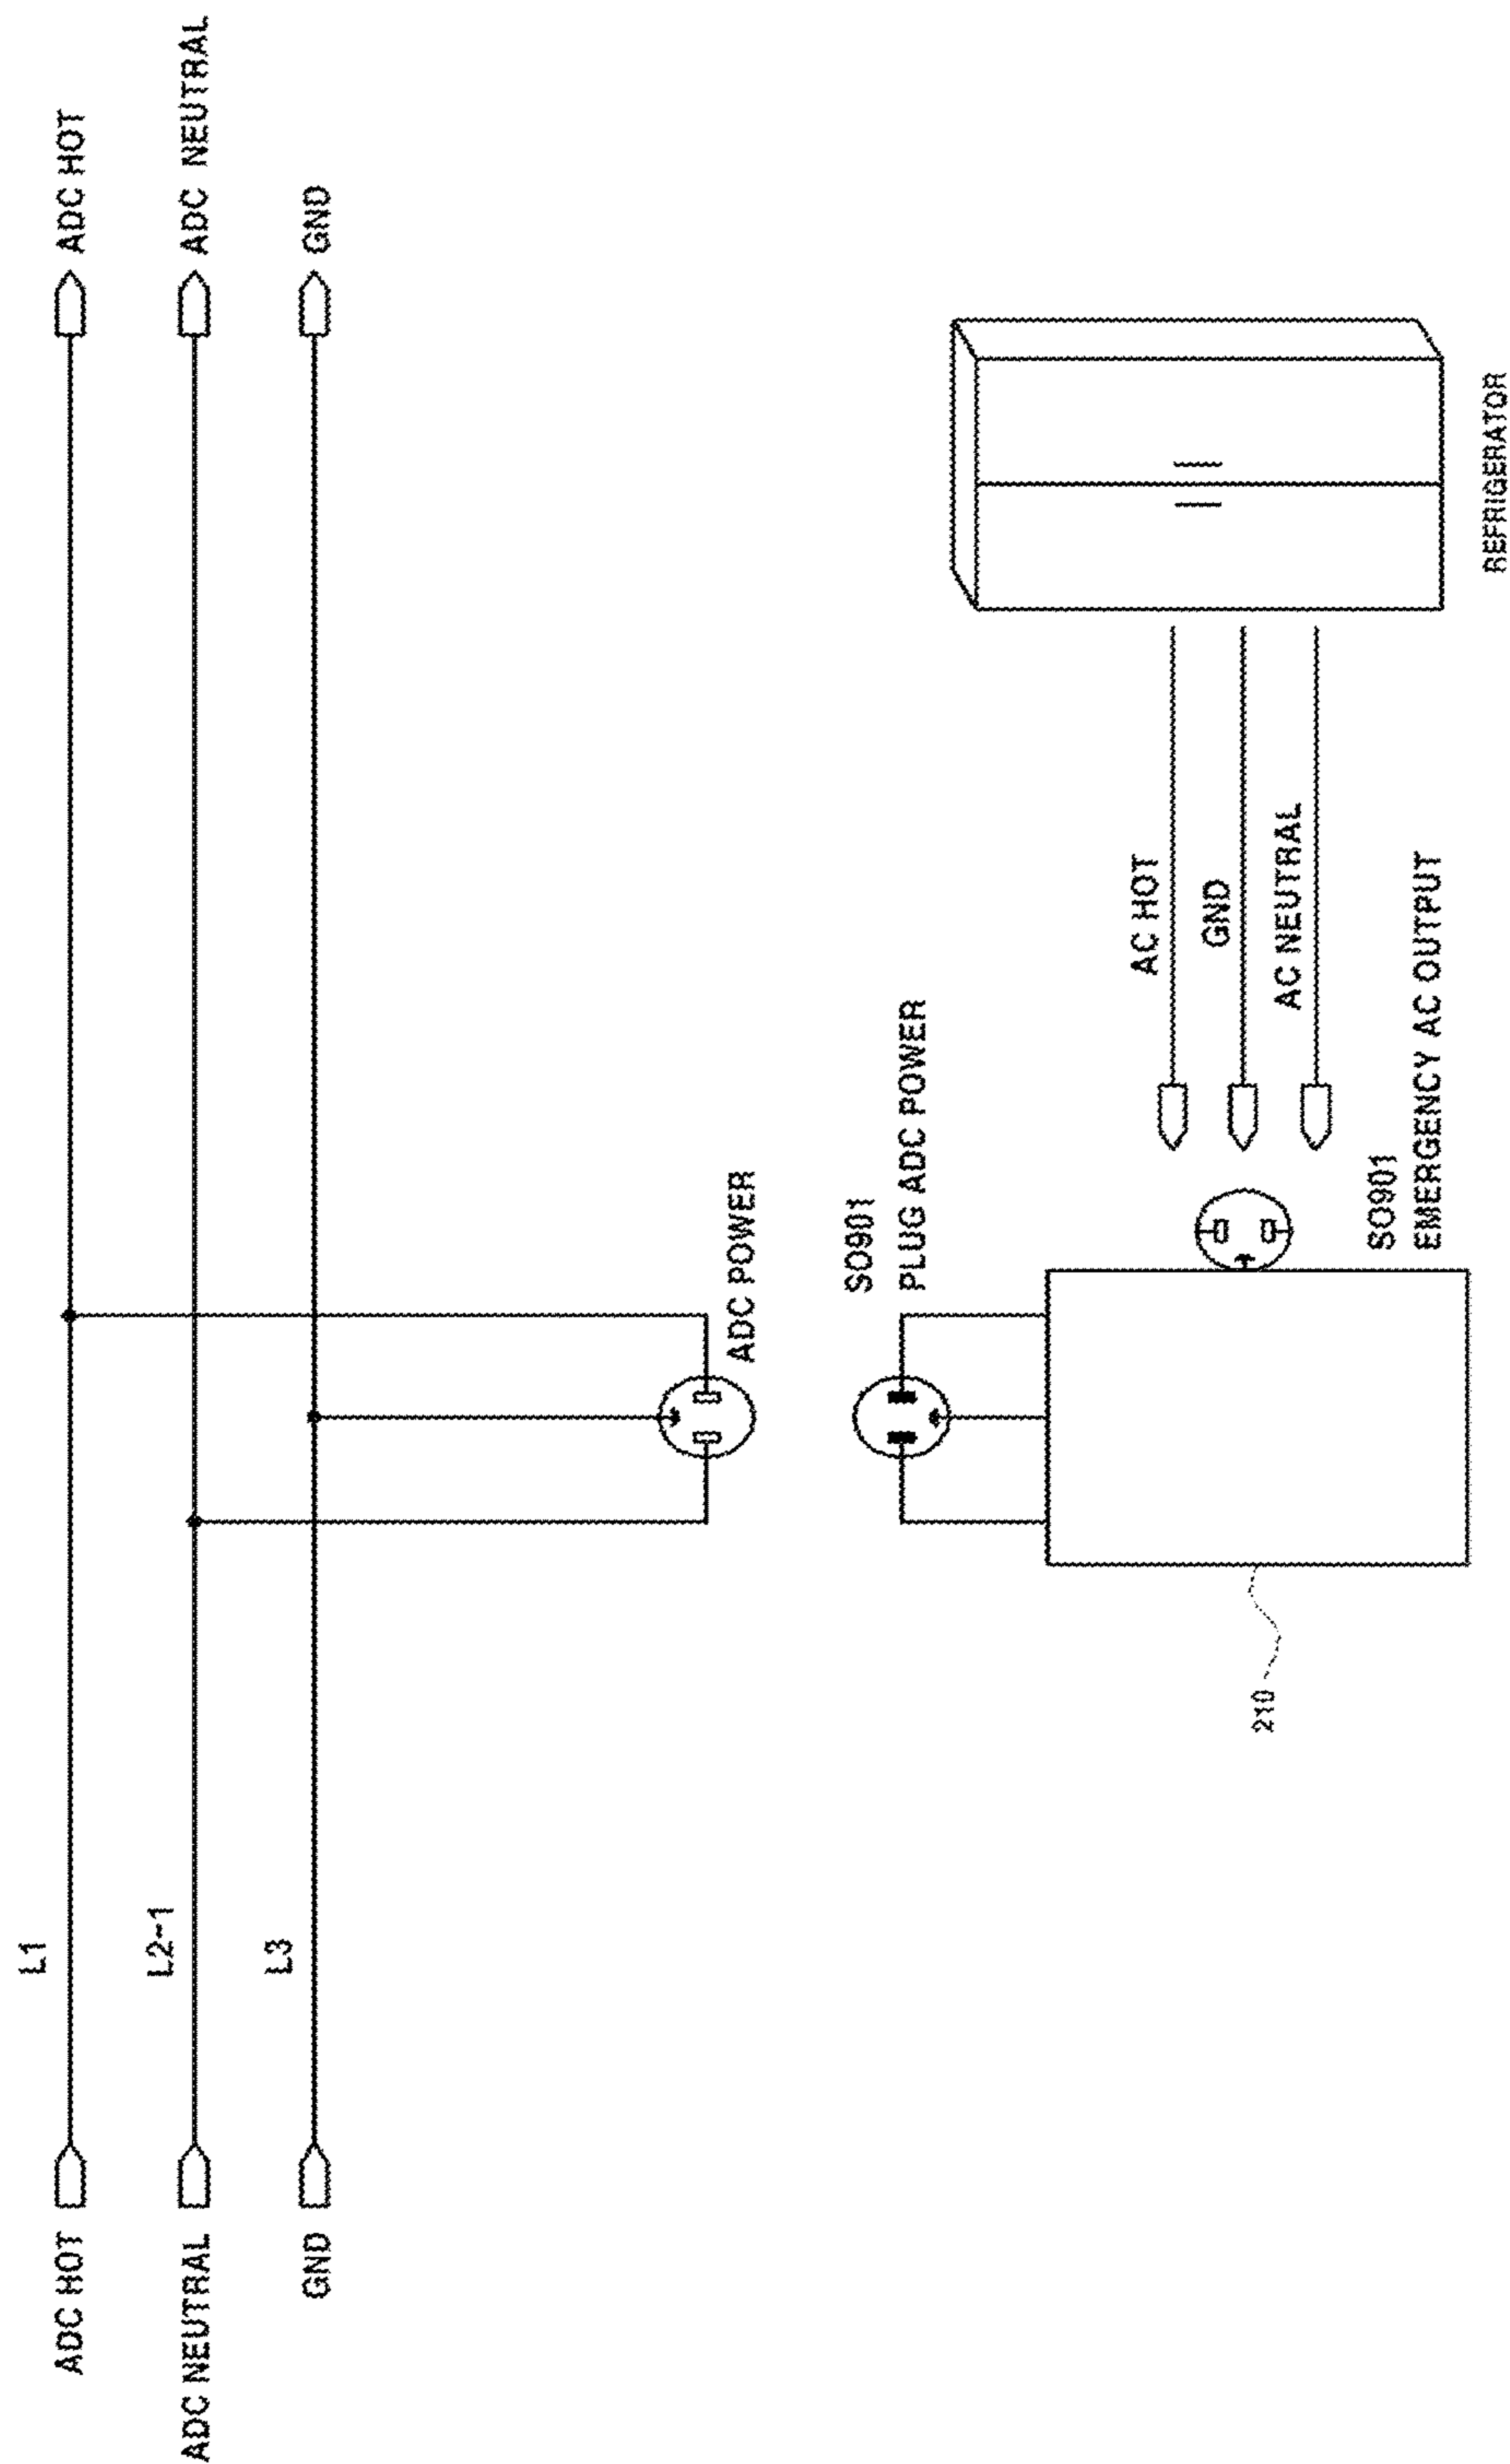 ADC HOT
L1
ADC HOT
ADC NEUTRAL
L2~1
ADC NEUTRAL
GND
L3
GND
ADC POWER
SO901
PLUG ADC POWER
AC HOT
GND
AC NEUTRAL
210
SO901
EMERGENCY AC OUTPUT
REFRIGERATOR